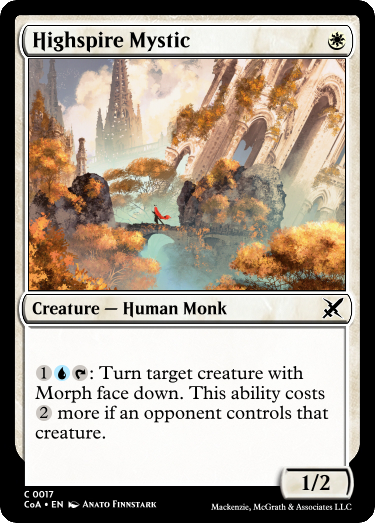 Highspire Mystic
Creature — Human Monk
1 : Turn target creature with
Morph face down. This ability costs
2 more if an opponent controls that
creature.
1/2
C 0017
CoA • EN Anato Finnstark
Mackenzie, McGrath & Associates LLC